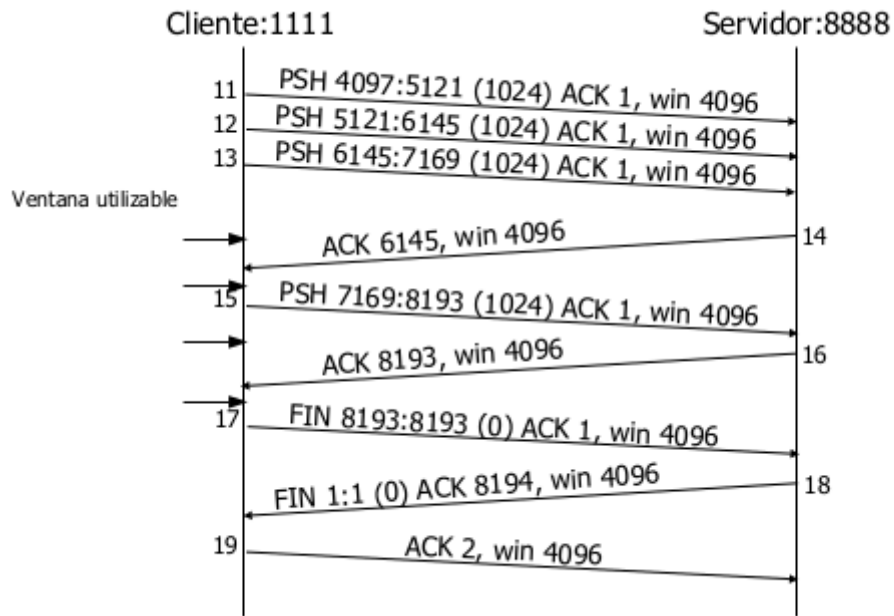 Cliente:1111
Servidor:8888
11
PSH 4097:5121 (1024) ACK 1, win 4096
12
PSH 5121:6145 (1024) ACK 1, win 4096
13
PSH 6145:7169 (1024) ACK 1, win 4096
Ventana utilizable
ACK 6145, win 4096
14
15
PSH 7169:8193 (1024) ACK 1, win 4096
ACK 8193, win 4096
16
17
FIN 8193:8193 (0) ACK 1, win 4096
FIN 1:1 (0) ACK 8194, win 4096
18
19
ACK 2, win 4096